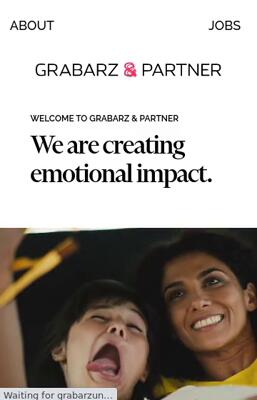 ABOUT JOBS
GRABARZ & PARTNER
WELCOME TO GRABARZ & PARTNER
We are creating
emotional impact.
Waiting for grabarzun...